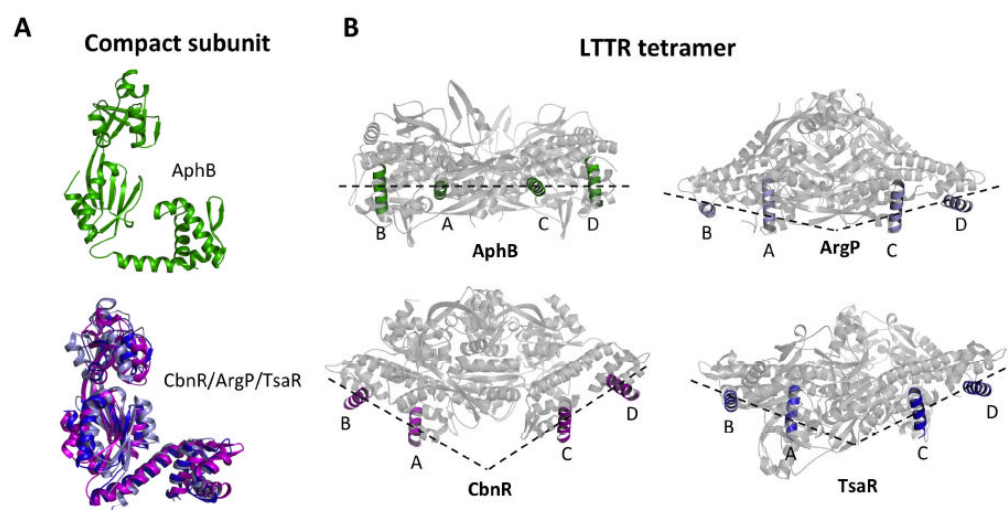 A
Compact subunit
AphB
CbnR/ArgP/TsaR
B
LTTR tetramer
B A C D
AphB
B A C D
ArgP
B A C D
CbnR
B A C D
TsaR